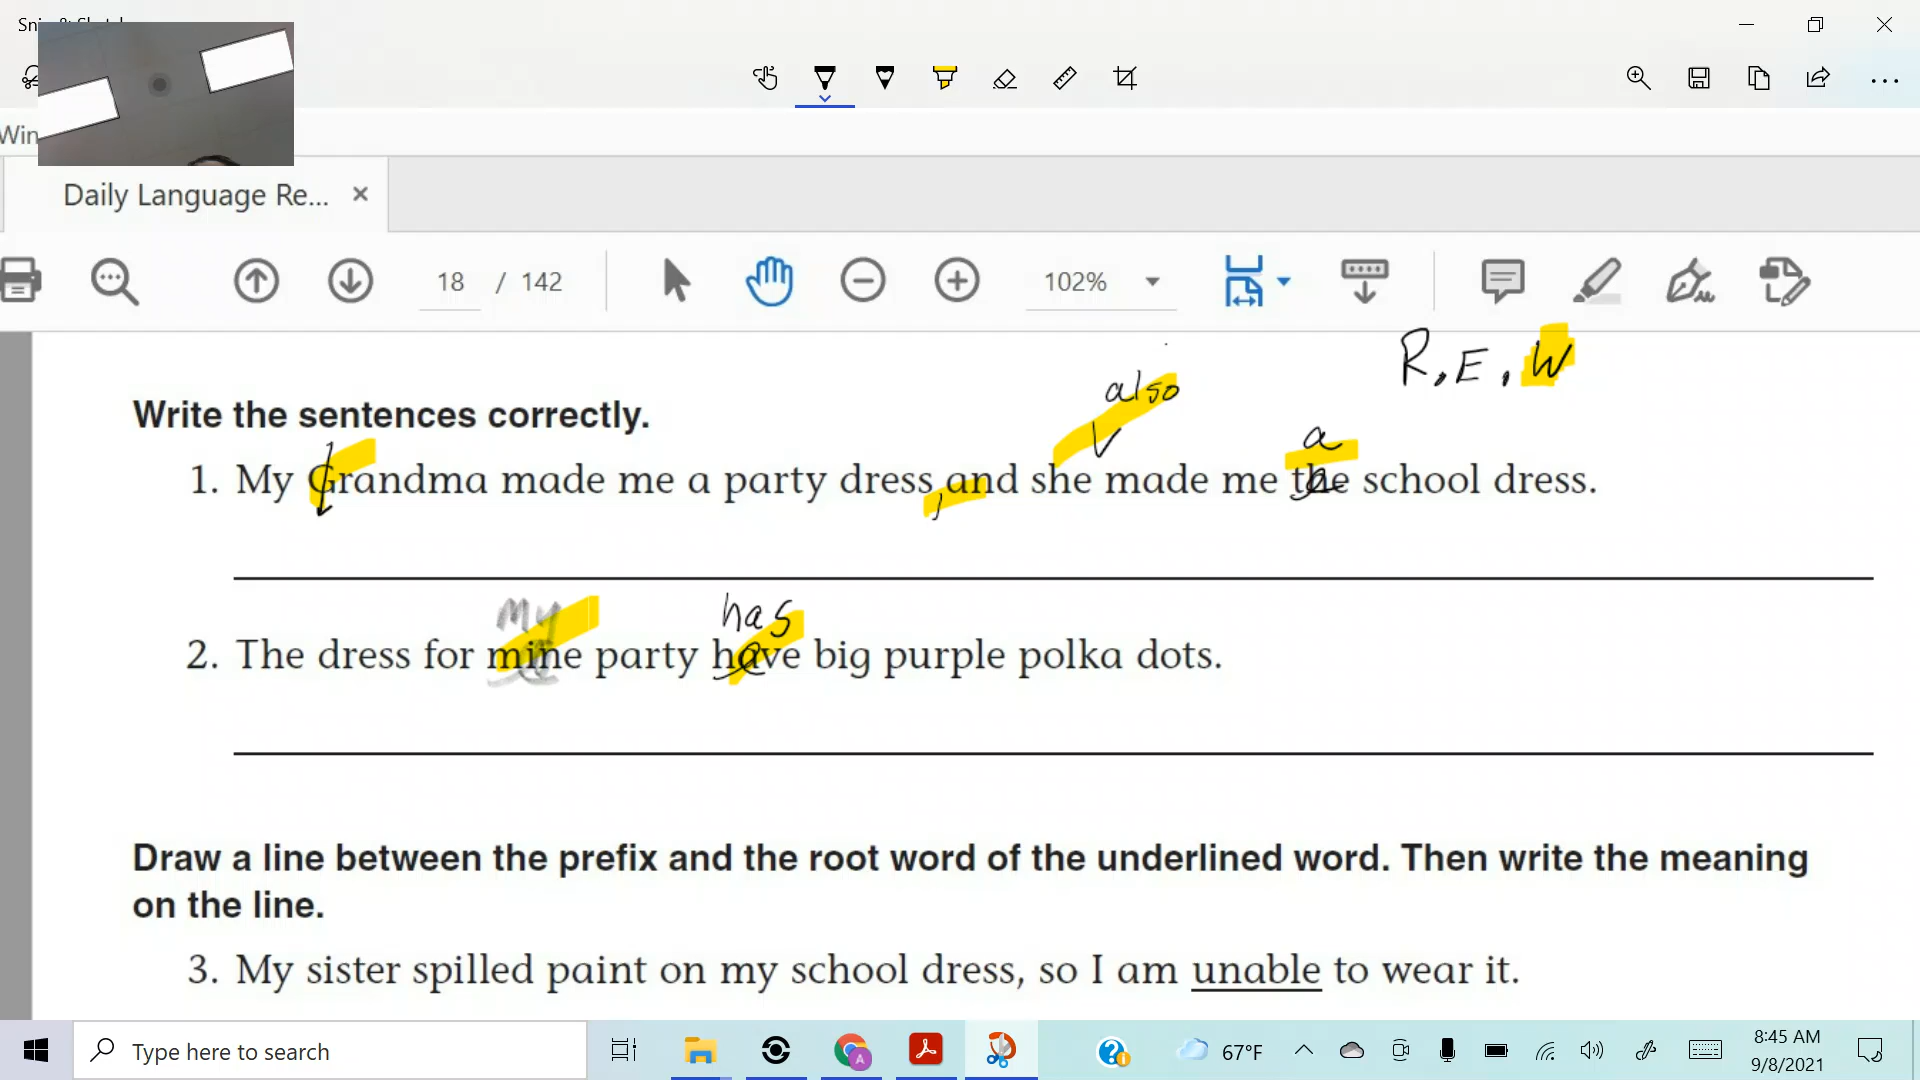 Win
Daily Language Re... ×
18 / 142
102%
R, E, W
also
Write the sentences correctly.
a
1. My Grandma made me a party dress, and she made me the school dress.
my has
2. The dress for mine party have big purple polka dots.
Draw a line between the prefix and the root word of the underlined word. Then write the meaning
on the line.
3. My sister spilled paint on my school dress, so I am unable to wear it.
Type here to search
A
67°F
8:45 AM
9/8/2021